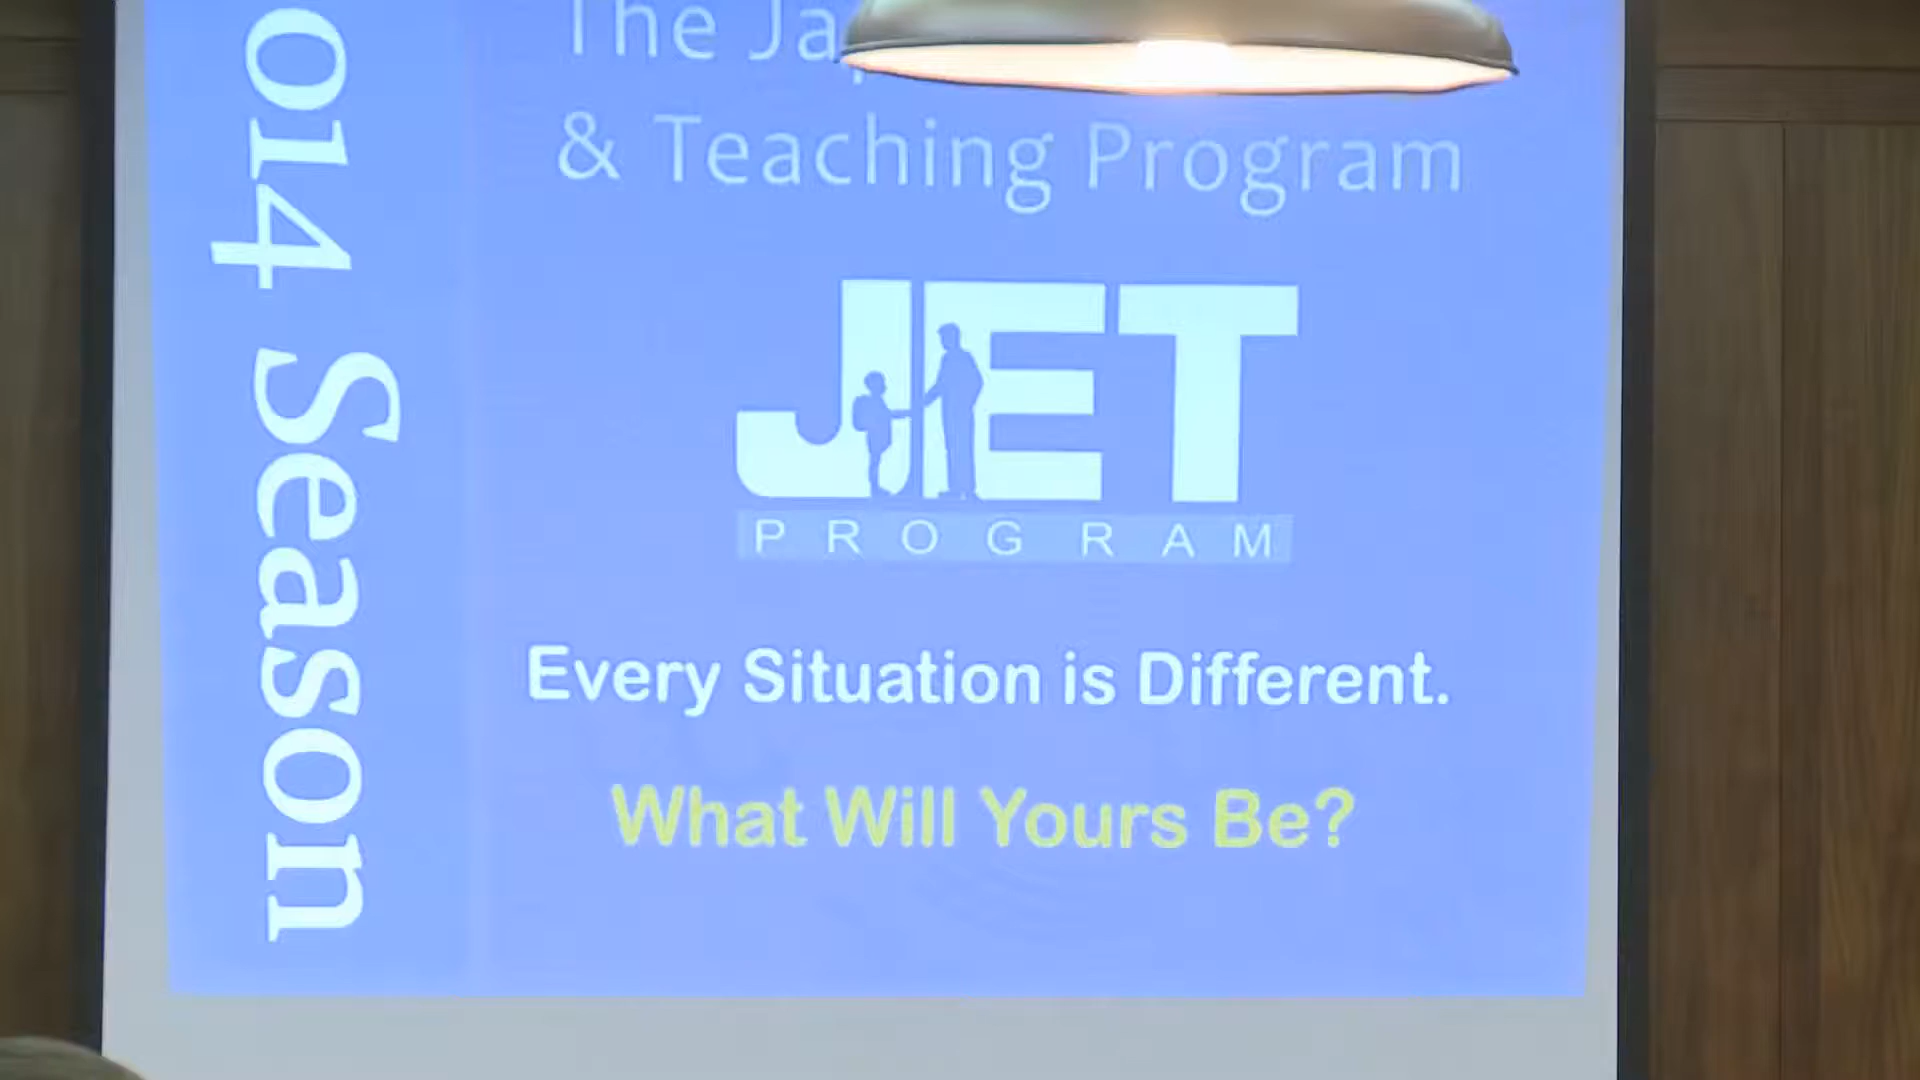 014 Season
The Ja
& Teaching Program
JET
PROGRAM
Every Situation is Different.
What Will Yours Be?